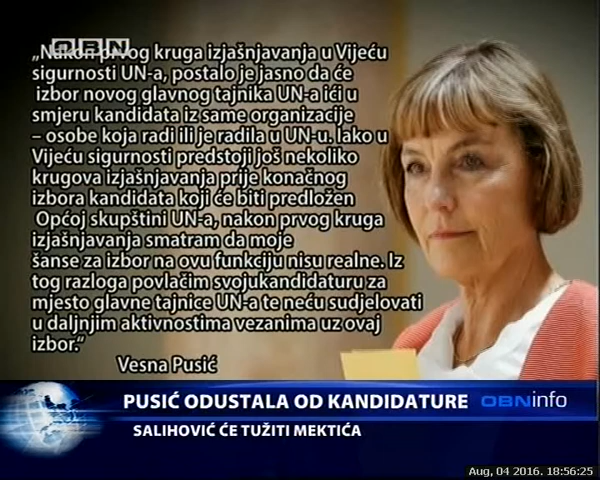 OBN
„Nakon prvog kruga izjašnjavanja u Vijeću
sigurnosti UN-a, postalo je jasno da će
izbor novog glavnog tajnika UN-a ići u
smjeru kandidata iz same organizacije
– osobe koja radi ili je radila u UN-u. Iako u
Vijeću sigurnosti predstoji još nekoliko
krugova izjašnjavanja prije konačnog
izbora kandidata koji će biti predložen
Općoj skupštini UN-a, nakon prvog kruga
izjašnjavanja smatram da moje
šanse za izbor na ovu funkciju nisu realne. Iz
tog razloga povlačim svojukandidaturu za
mjesto glavne tajnice UN-a te neću sudjelovati
u daljnjim aktivnostima vezanima uz ovaj
izbor.“
Vesna Pusić
PUSIĆ ODUSTALA OD KANDIDATURE OBNinfo
SALIHOVIĆ ĆE TUŽITI MEKTIĆA
Aug, 04 2016. 18:56:25